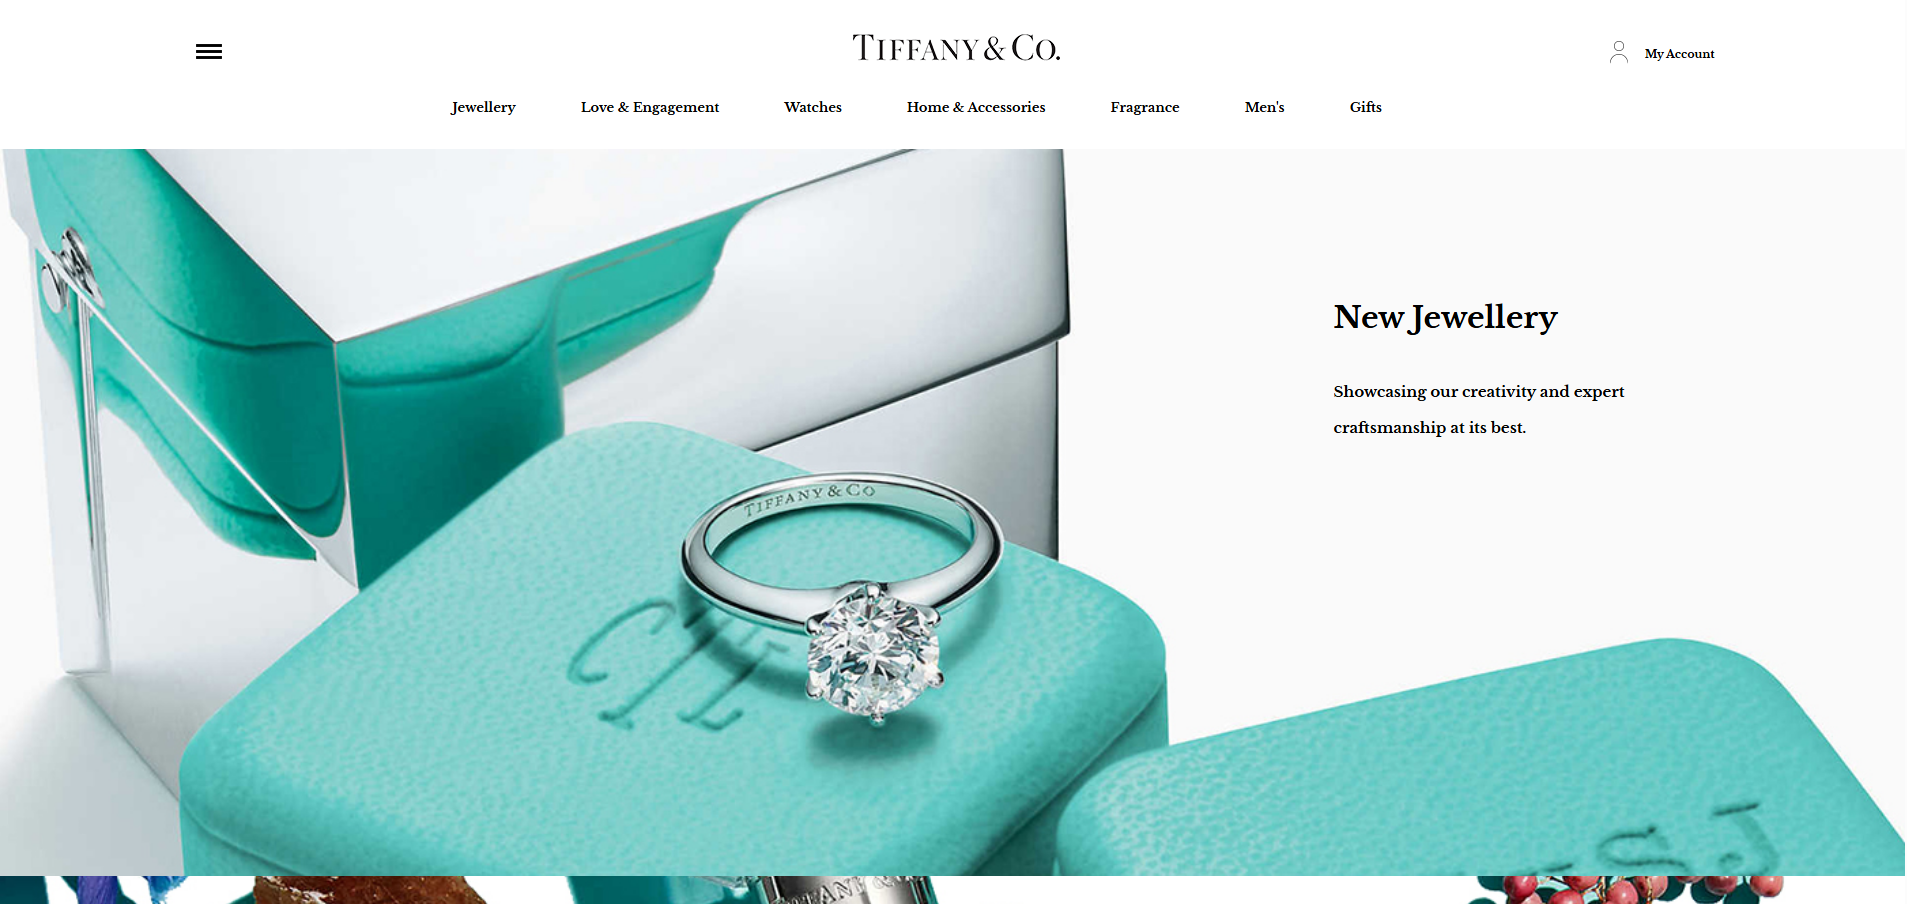 TIFFANY & CO.
My Account
Jewellery
Love & Engagement
Watches
Home & Accessories
Fragrance
Men's
Gifts
New Jewellery
Showcasing our creativity and expert
craftsmanship at its best.
TIFFANY & CO